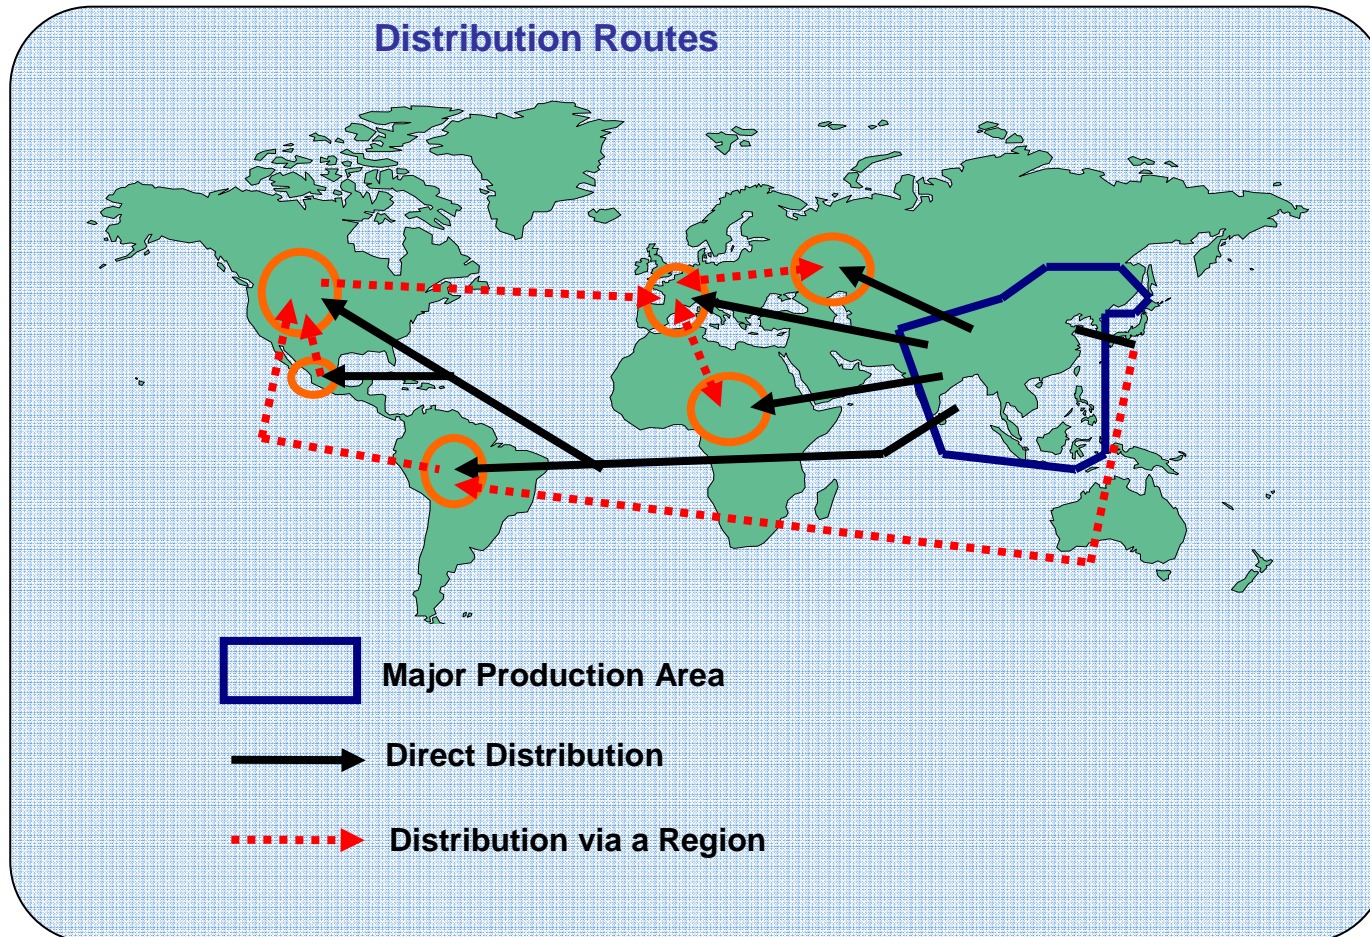 Distribution Routes
Major Production Area
Direct Distribution
Distribution via a Region